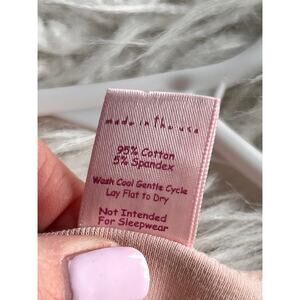 made in the usa
95% Cotton
5% Spandex
Wash Cool Gentle Cycle
Lay Flat to Dry
Not Intended
For Sleepwear